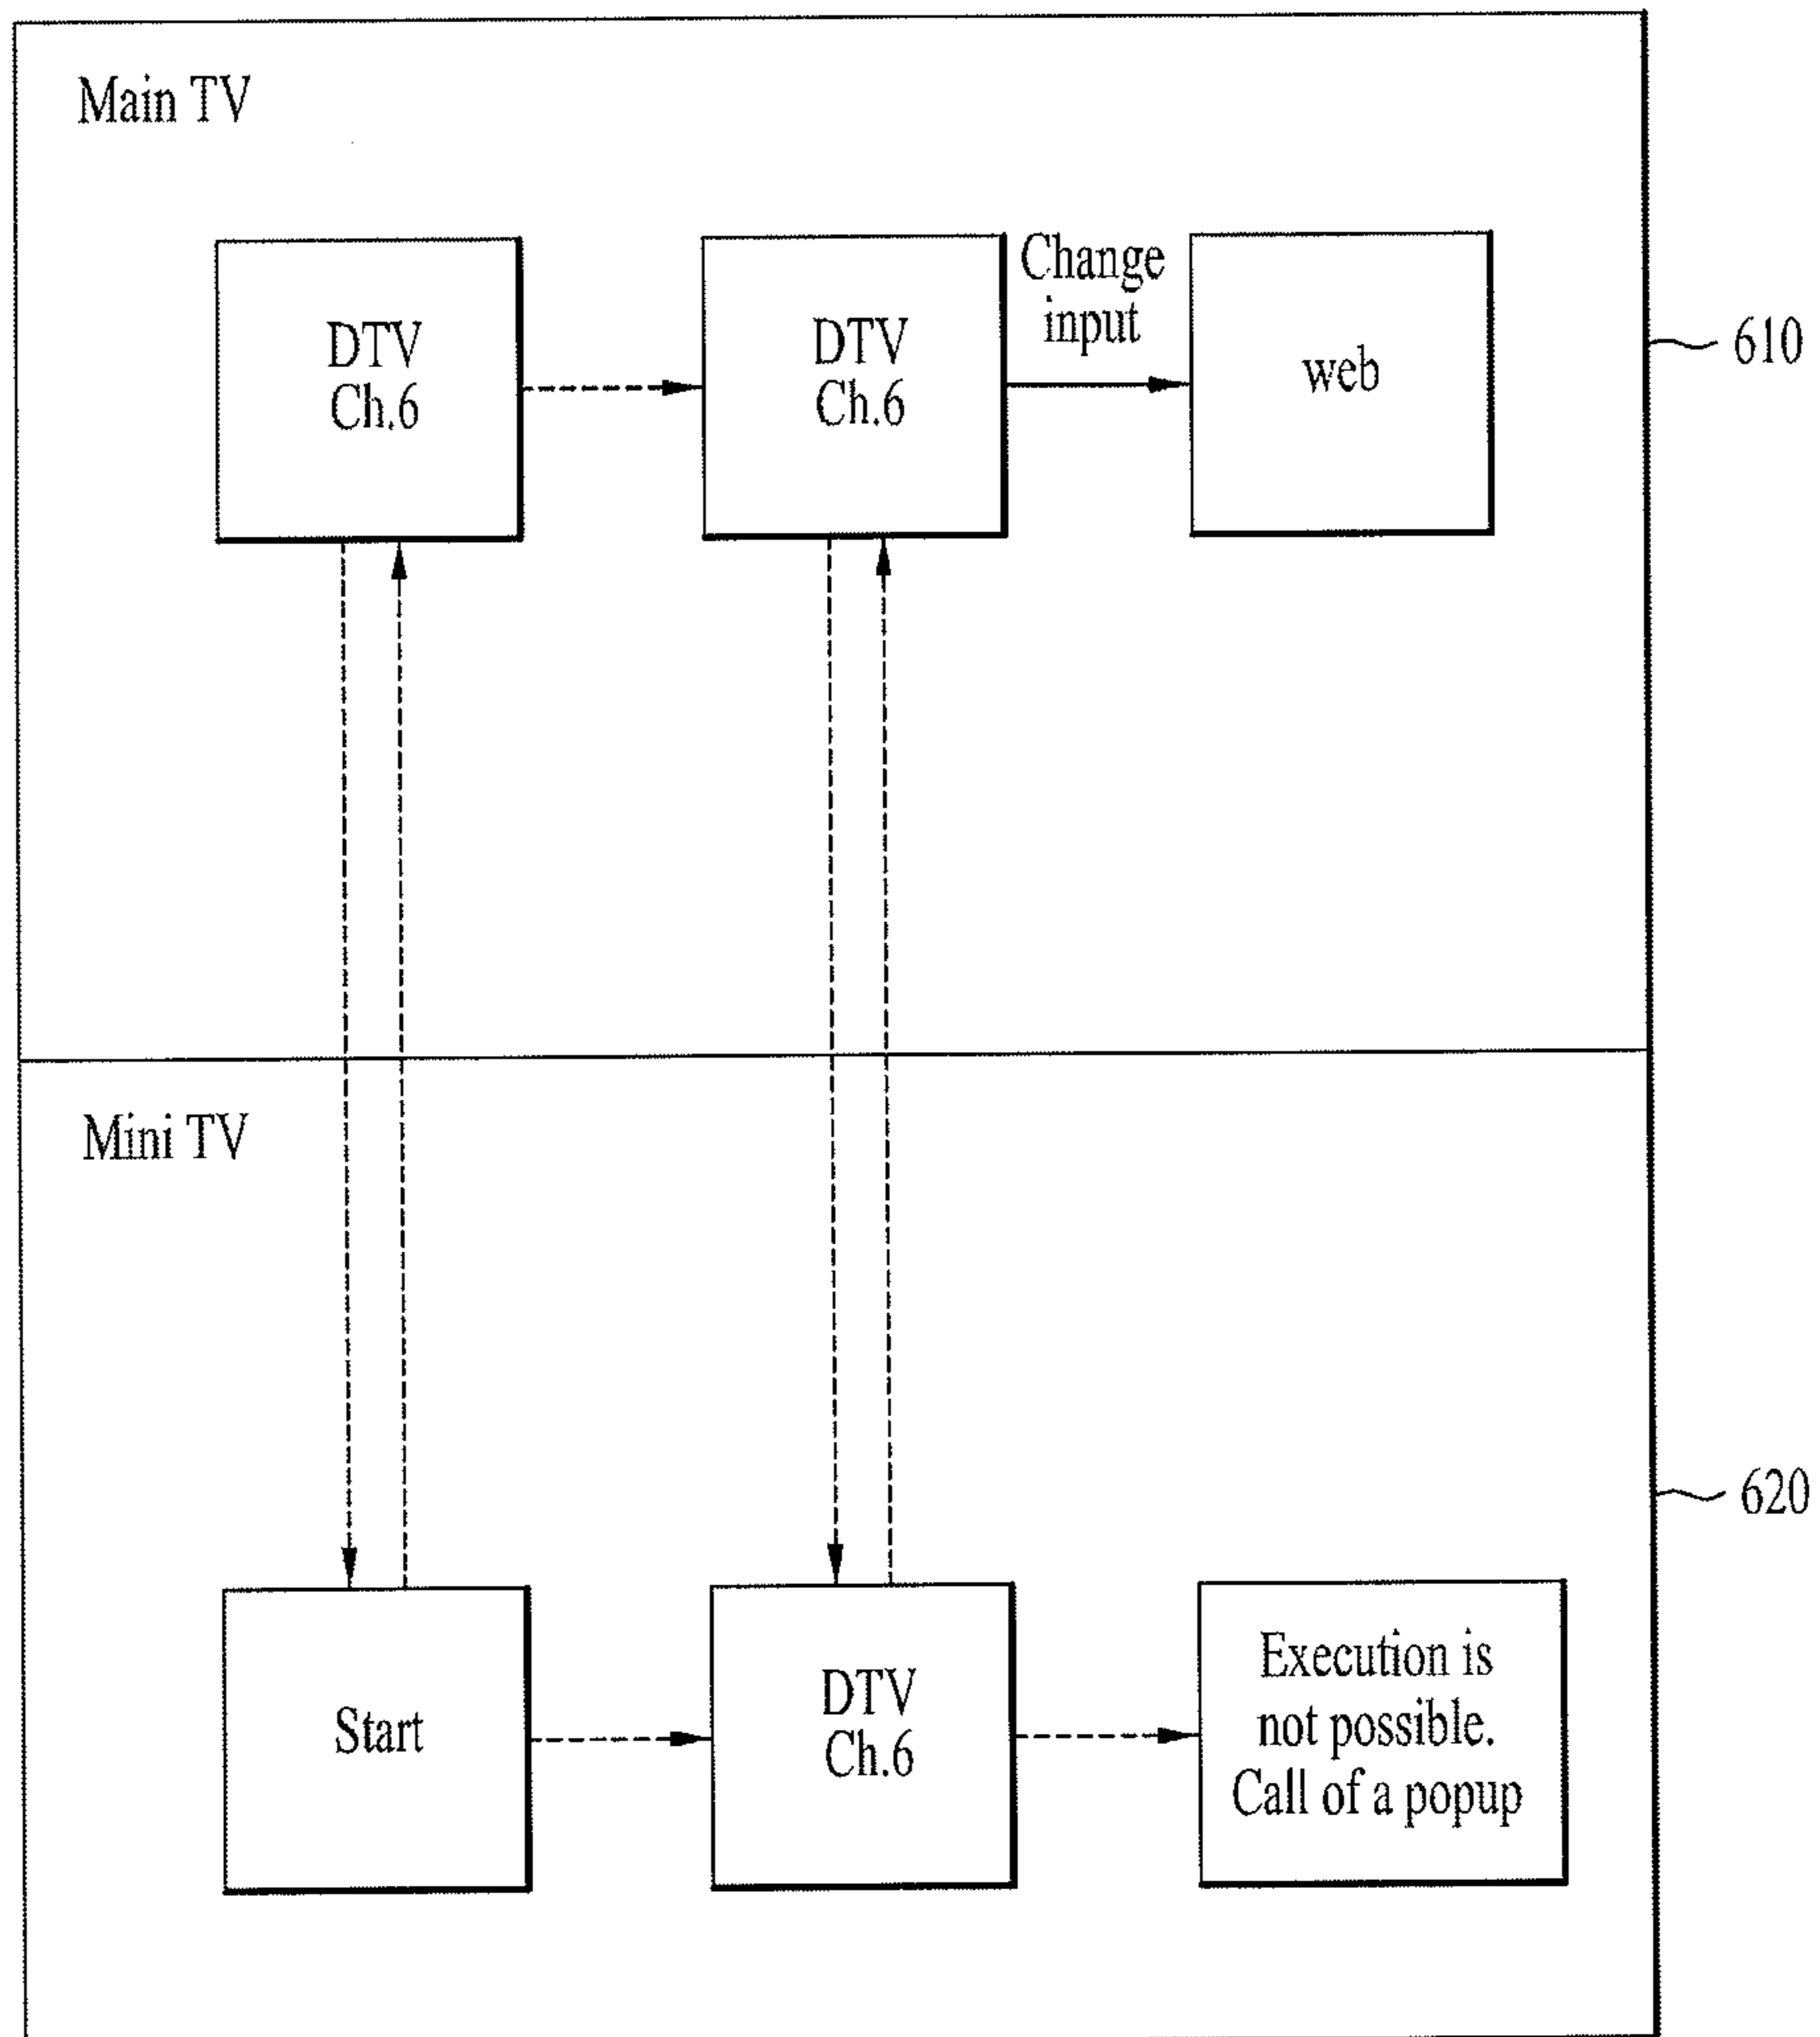 Main TV
DTV
Ch.6
DTV
Ch.6
Change
input
web
610
Mini TV
Start
DTV
Ch.6
Execution is
not possible.
Call of a popup
620